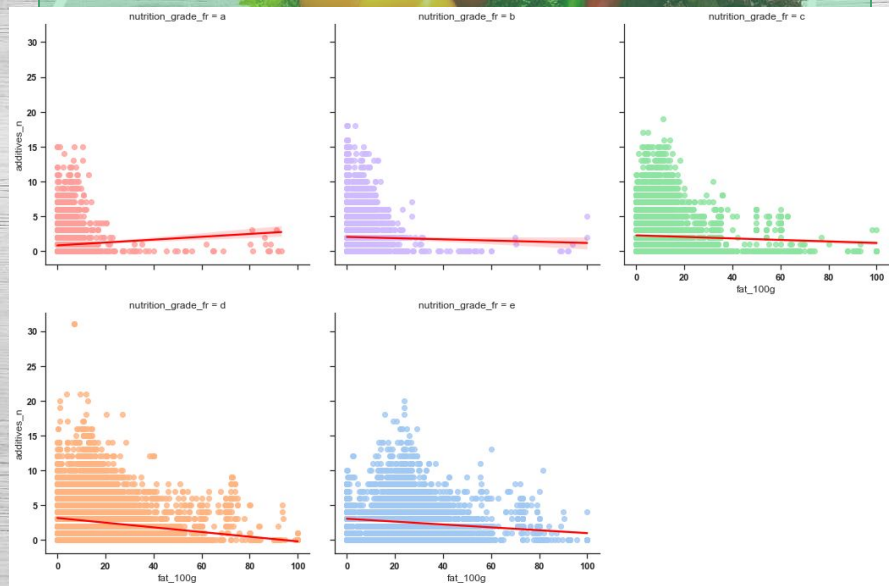 nutrition_grade_fr = a
nutrition_grade_fr = b
nutrition_grade_fr = c
30
25
20
15
10
5
0
additives_n
0 20 40 60 80 100
fat_100g
nutrition_grade_fr = d
nutrition_grade_fr = e
30
25
20
15
10
5
0
additives_n
0 20 40 60 80 100
fat_100g
0 20 40 60 80 100
fat_100g